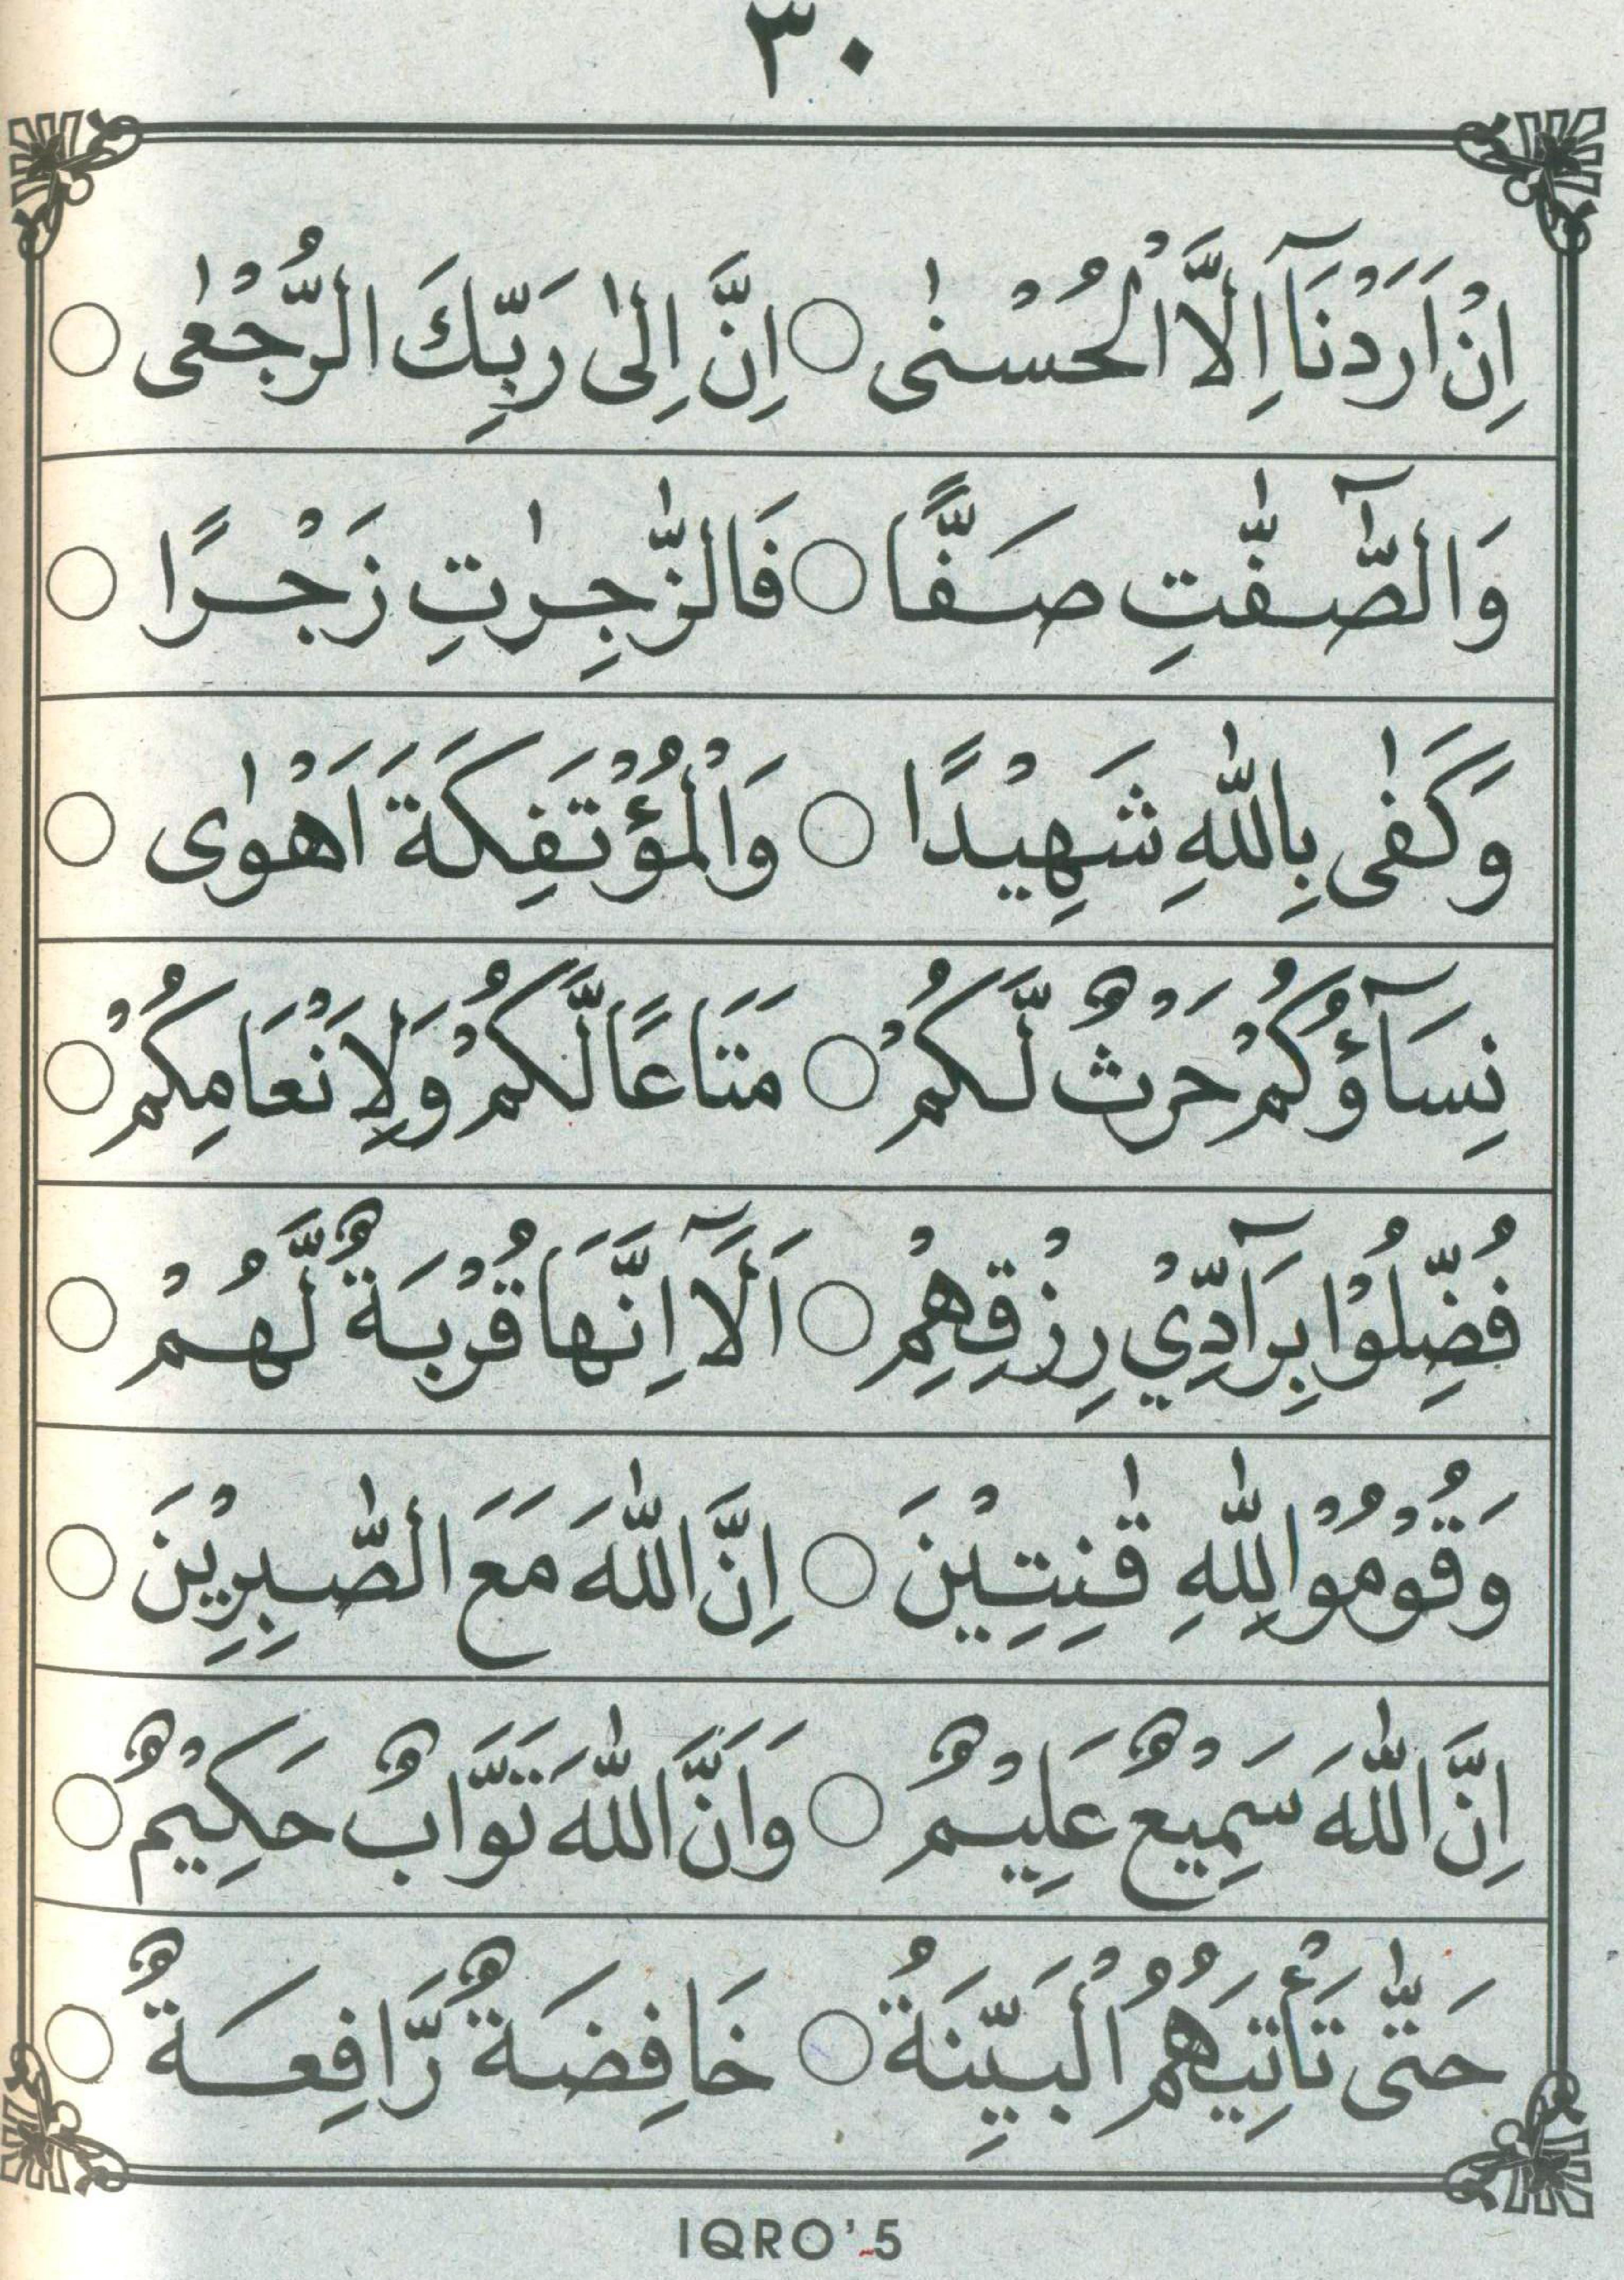 ٣٠
اِنْ اَرَدْنَآ اِلَّا الْحُسْنٰى ○ اِنَّ اِلٰى رَبِّكَ الرُّجْعٰى ○
وَالصّٰٓفّٰتِ صَفًّا ○ فَالزّٰجِرٰتِ زَجْرًا ○
وَكَفٰى بِاللّٰهِ شَهِيْدًا ○ وَالْمُؤْتَفِكَةَ اَهْوٰى ○
نِسَآؤُكُمْ حَرْثٌ لَّكُمْ ○ مَتَاعًا لَّكُمْ وَلِاَنْعَامِكُمْ ○
فُضِّلُوْا بِرَآدِّيْ رِزْقِهِمْ ○ اَلَآ اِنَّهَا قُرْبَةٌ لَّهُمْ ○
وَقُوْمُوْا لِلّٰهِ قٰنِتِيْنَ ○ اِنَّ اللّٰهَ مَعَ الصّٰبِرِيْنَ ○
اِنَّ اللّٰهَ سَمِيْعٌ عَلِيْمٌ ○ وَاَنَّ اللّٰهَ تَوَّابٌ حَكِيْمٌ ○
حَتّٰى تَأْتِيَهُمُ الْبَيِّنَةُ ○ خَافِضَةٌ رَّافِعَةٌ ○
IQRO'-5